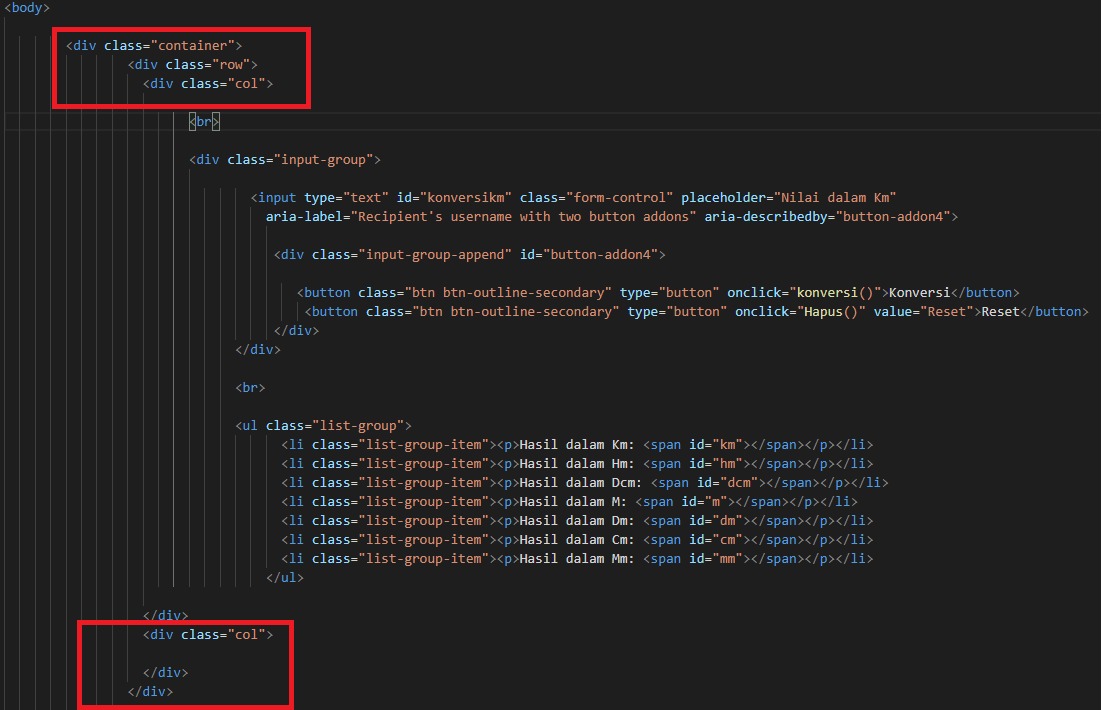 <body>
<div class="container">
<div class="row">
<div class="col">
<br>
<div class="input-group">
<input type="text" id="konversikm" class="form-control" placeholder="Nilai dalam Km"
aria-label="Recipient's username with two button addons" aria-describedby="button-addon4">
<div class="input-group-append" id="button-addon4">
<button class="btn btn-outline-secondary" type="button" onclick="konversi()">Konversi</button>
<button class="btn btn-outline-secondary" type="button" onclick="Hapus()" value="Reset">Reset</button>
</div>
</div>
<br>
<ul class="list-group">
<li class="list-group-item"><p>Hasil dalam Km: <span id="km"></span></p></li>
<li class="list-group-item"><p>Hasil dalam Hm: <span id="hm"></span></p></li>
<li class="list-group-item"><p>Hasil dalam Dcm: <span id="dcm"></span></p></li>
<li class="list-group-item"><p>Hasil dalam M: <span id="m"></span></p></li>
<li class="list-group-item"><p>Hasil dalam Dm: <span id="dm"></span></p></li>
<li class="list-group-item"><p>Hasil dalam Cm: <span id="cm"></span></p></li>
<li class="list-group-item"><p>Hasil dalam Mm: <span id="mm"></span></p></li>
</ul>
</div>
<div class="col">
</div>
</div>